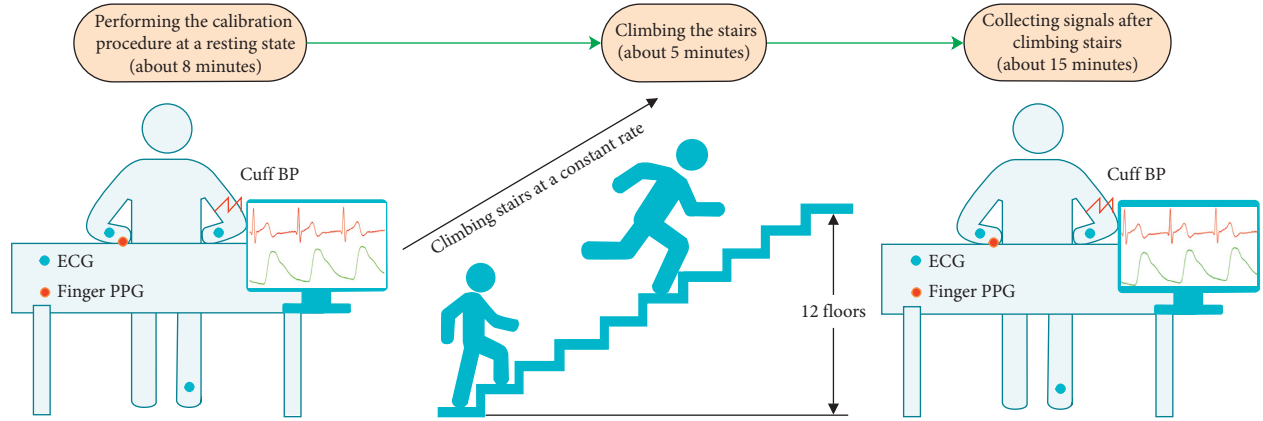 Performing the calibration
procedure at a resting state
(about 8 minutes)
Climbing the stairs
(about 5 minutes)
Collecting signals after
climbing stairs
(about 15 minutes)
Cuff BP
ECG
Finger PPG
Climbing stairs at a constant rate
12 floors
Cuff BP
ECG
Finger PPG